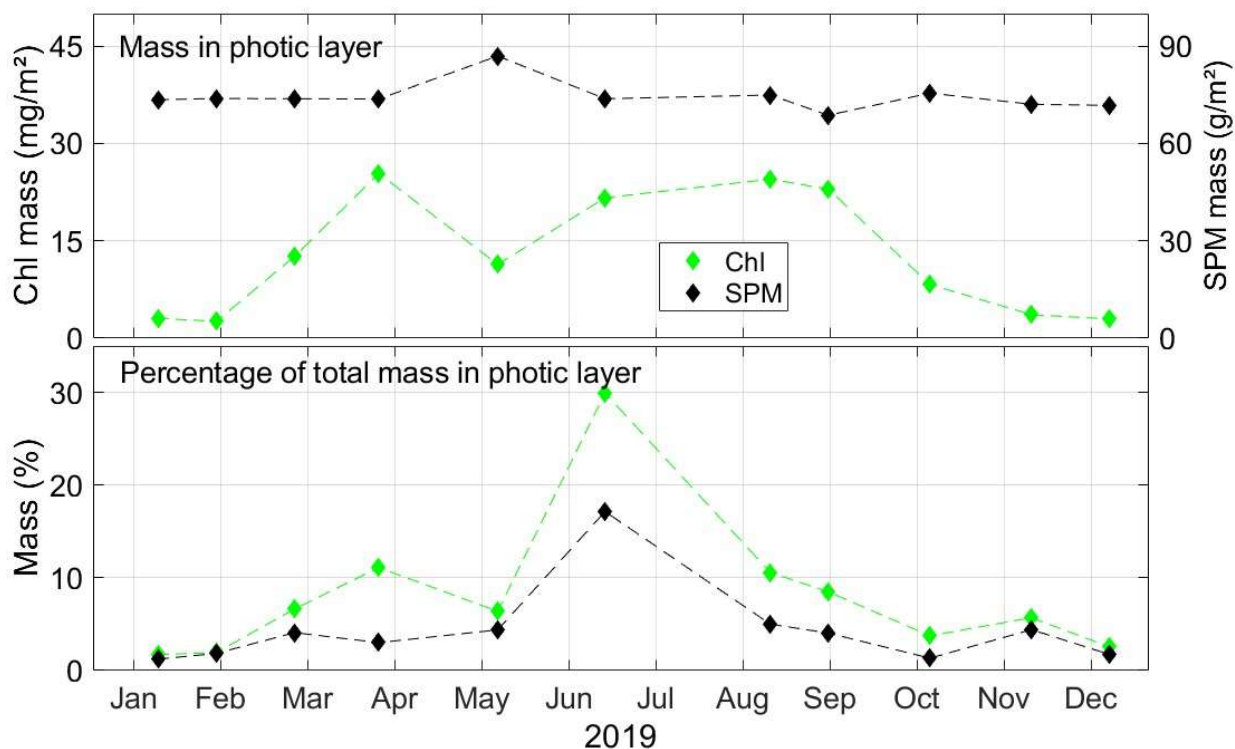 Mass in photic layer
Chl mass (mg/m²)
45
30
15
0
90
60
30
0
SPM mass (g/m²)
Chl
SPM
Percentage of total mass in photic layer
Mass (%)
30
20
10
0
Jan Feb Mar Apr May Jun Jul Aug Sep Oct Nov Dec
2019